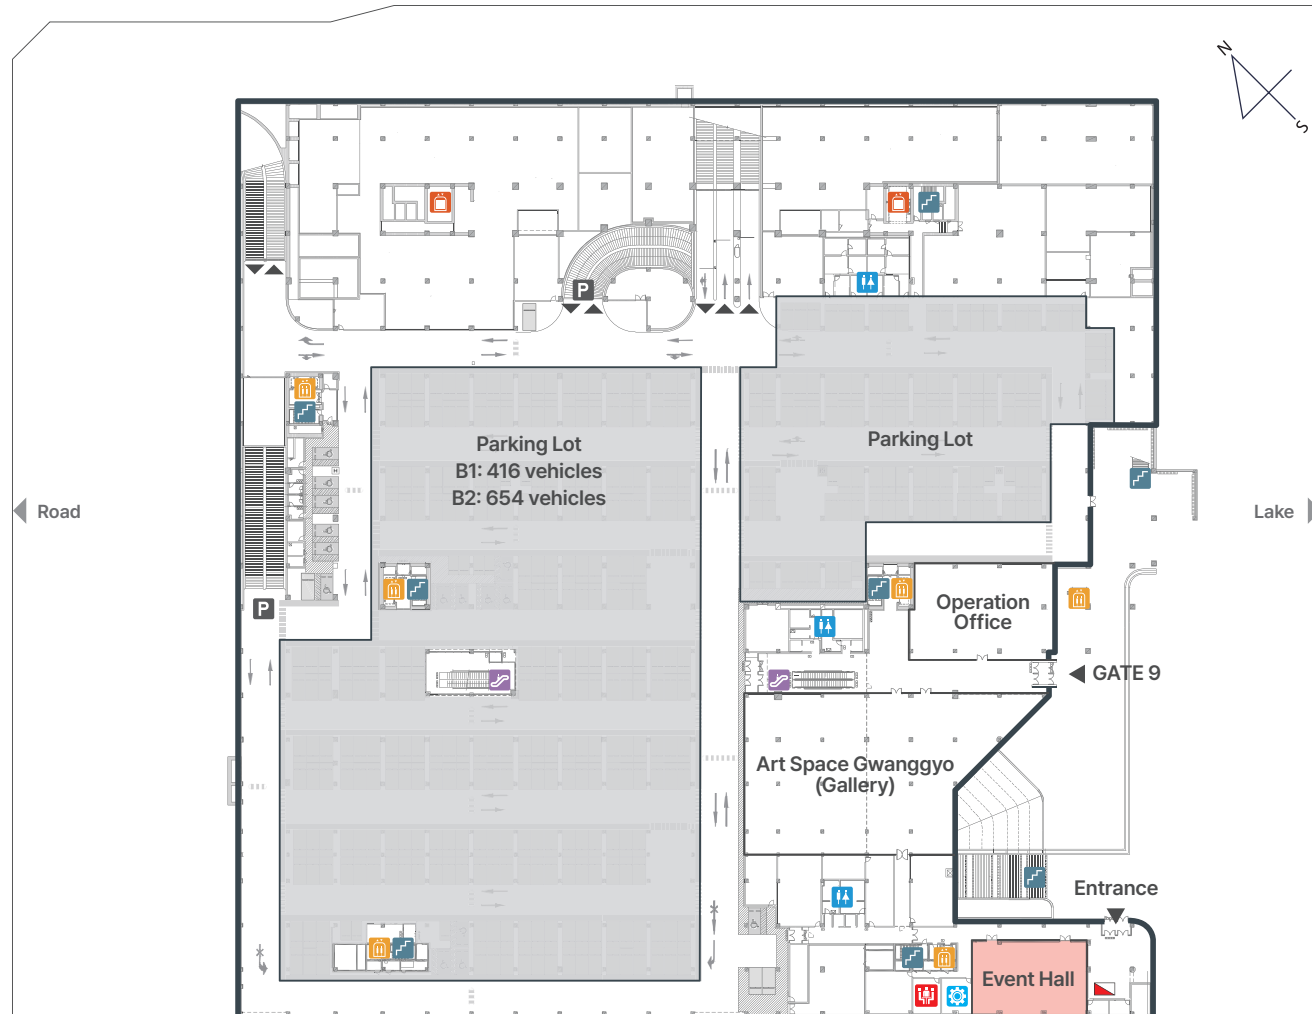 N
S
P
Parking Lot
B1: 416 vehicles
B2: 654 vehicles
Parking Lot
Road
Lake
P
Operation
Office
GATE 9
Art Space Gwanggyo
(Gallery)
Entrance
Event Hall